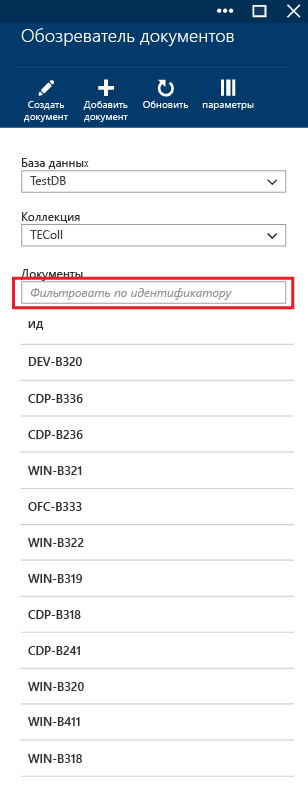 Обозреватель документов
Создать документ
Добавить документ
Обновить
параметры
База данных
TestDB
Коллекция
TEColl
Документы
Фильтровать по идентификатору
ИД
DEV-B320
CDP-B336
CDP-B236
WIN-B321
OFC-B333
WIN-B322
WIN-B319
CDP-B318
CDP-B241
WIN-B320
WIN-B411
WIN-B318